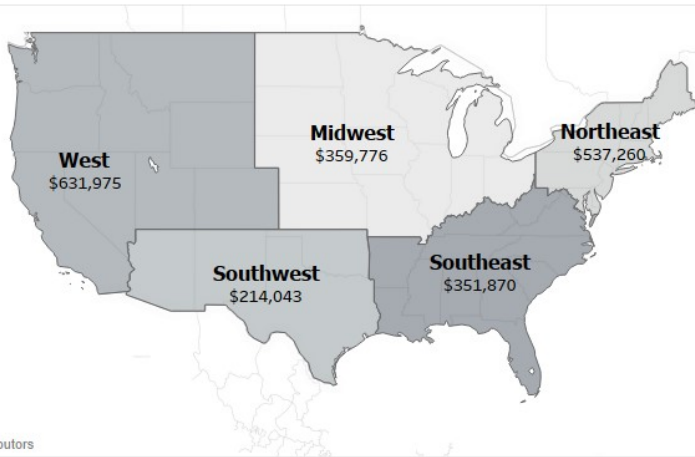 Midwest
$359,776
Northeast
$537,260
West
$631,975
Southwest
$214,043
Southeast
$351,870